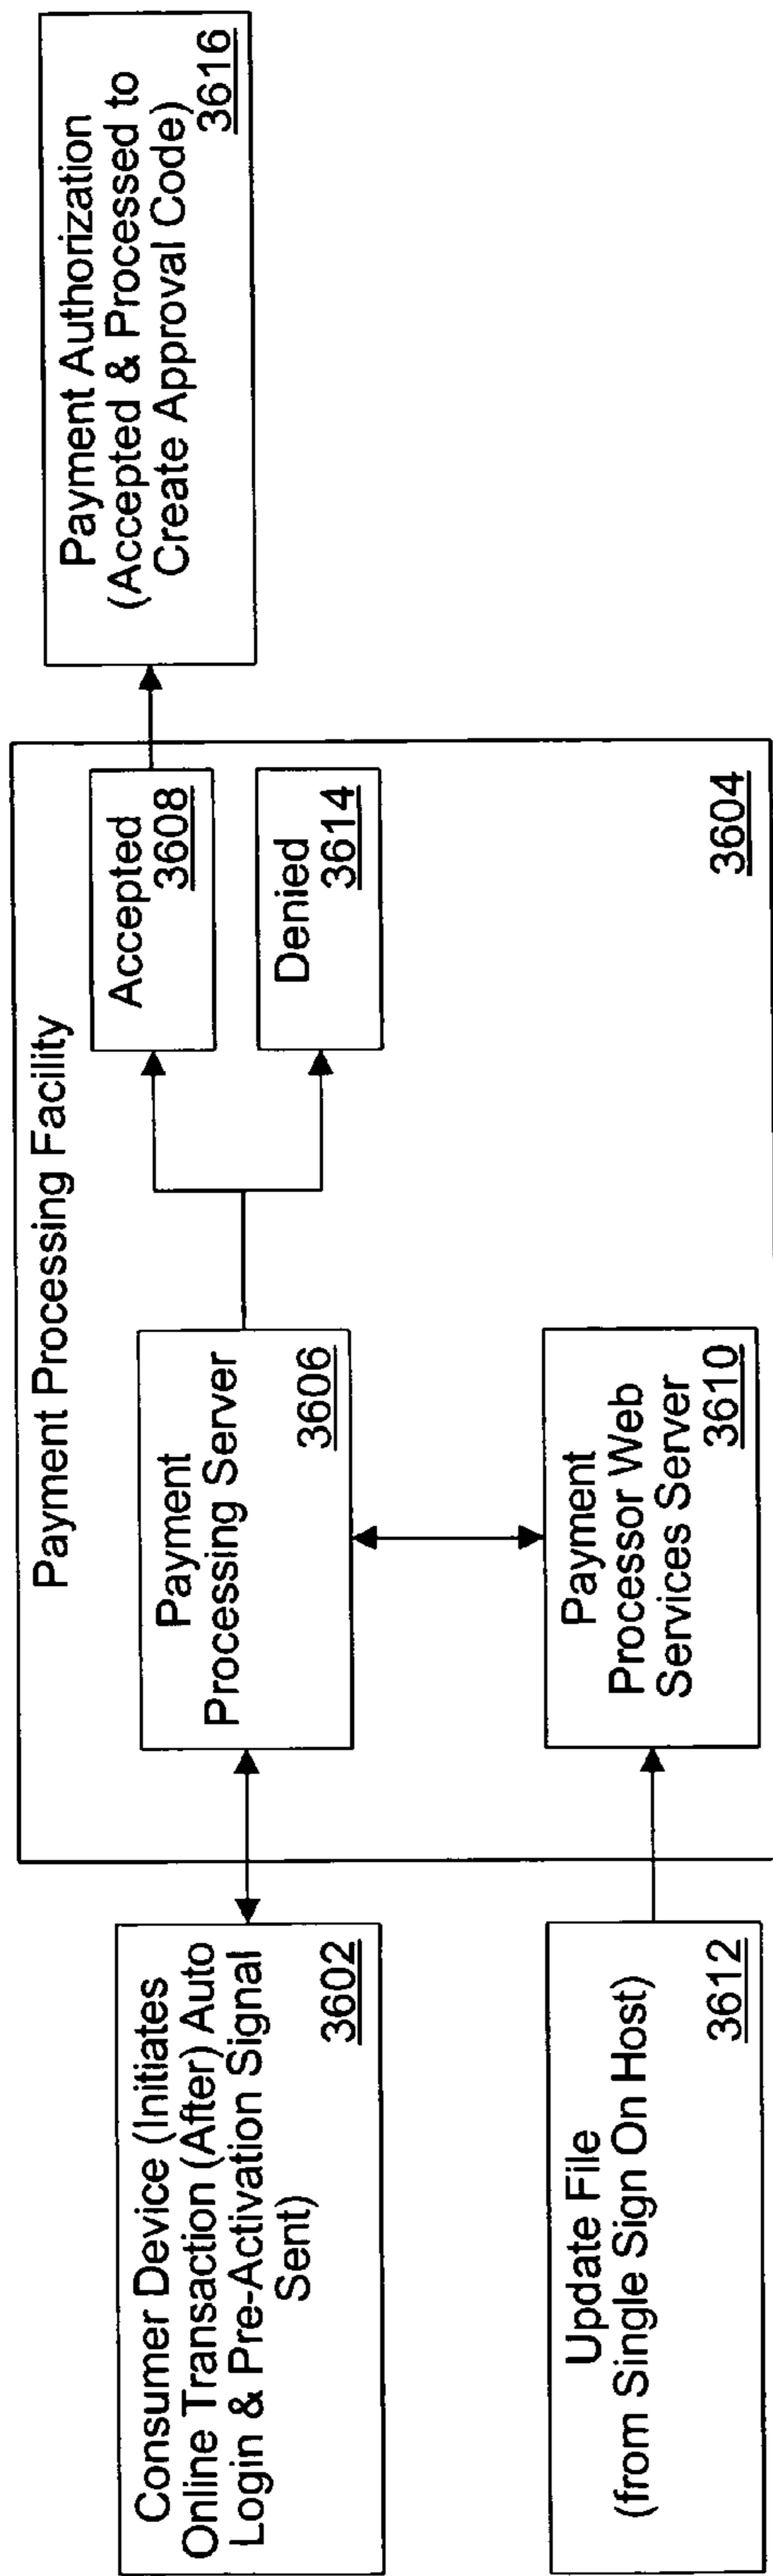 Payment Processing Facility
Consumer Device (Initiates
Online Transaction (After) Auto
Login & Pre-Activation Signal
Sent)
3602
Payment
Processing Server
3606
Accepted
3608
Denied
3614
Payment Authorization
(Accepted & Processed to
Create Approval Code)
3616
Update File
(from Single Sign On Host)
3612
Payment
Processor Web
Services Server
3610
3604